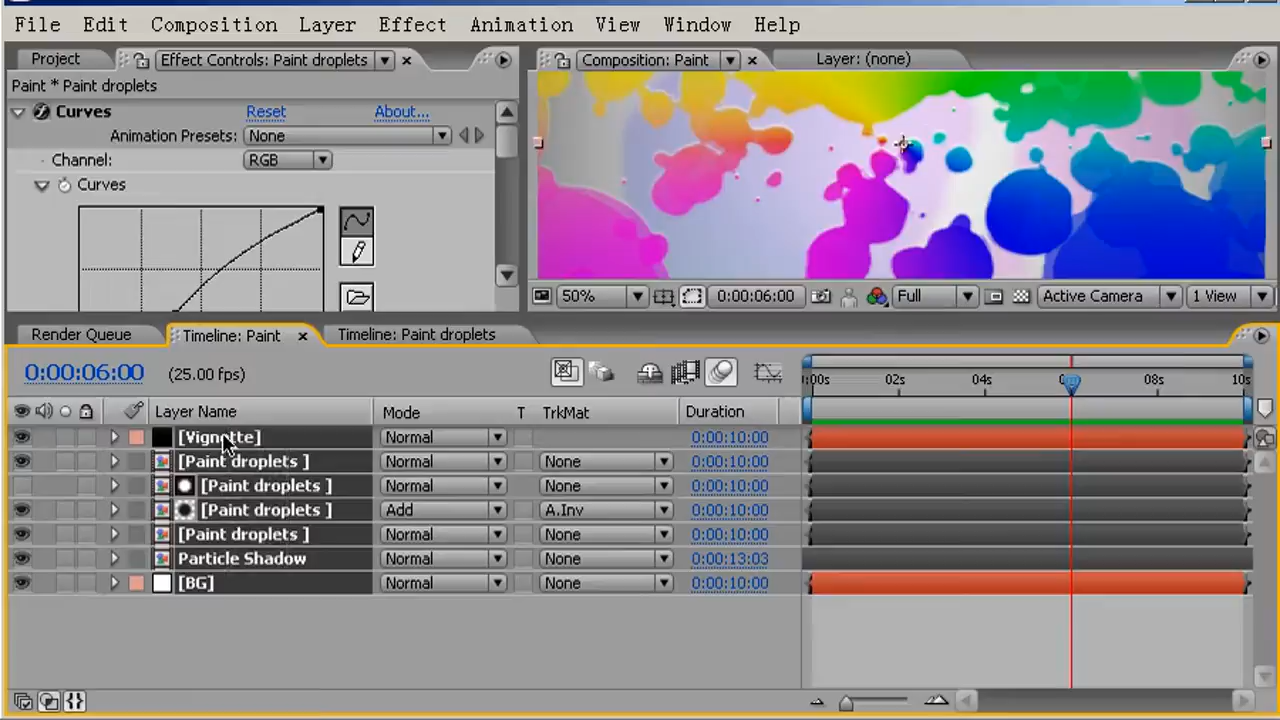 File Edit Composition Layer Effect Animation View Window Help
Project Effect Controls: Paint droplets Composition: Paint Layer: (none)
Paint * Paint droplets
Curves Reset About...
Animation Presets: None
Channel: RGB
Curves
50% 0:00:06:00 Full Active Camera 1 View
Render Queue Timeline: Paint Timeline: Paint droplets
0:00:06:00 (25.00 fps)
:00s 02s 04s 08s 10s
Layer Name Mode T TrkMat Duration
[Vignette] Normal 0:00:10:00
[Paint droplets ] Normal None 0:00:10:00
[Paint droplets ] Normal None 0:00:10:00
[Paint droplets ] Add A.Inv 0:00:10:00
[Paint droplets ] Normal None 0:00:10:00
Particle Shadow Normal None 0:00:13:03
[BG] Normal None 0:00:10:00